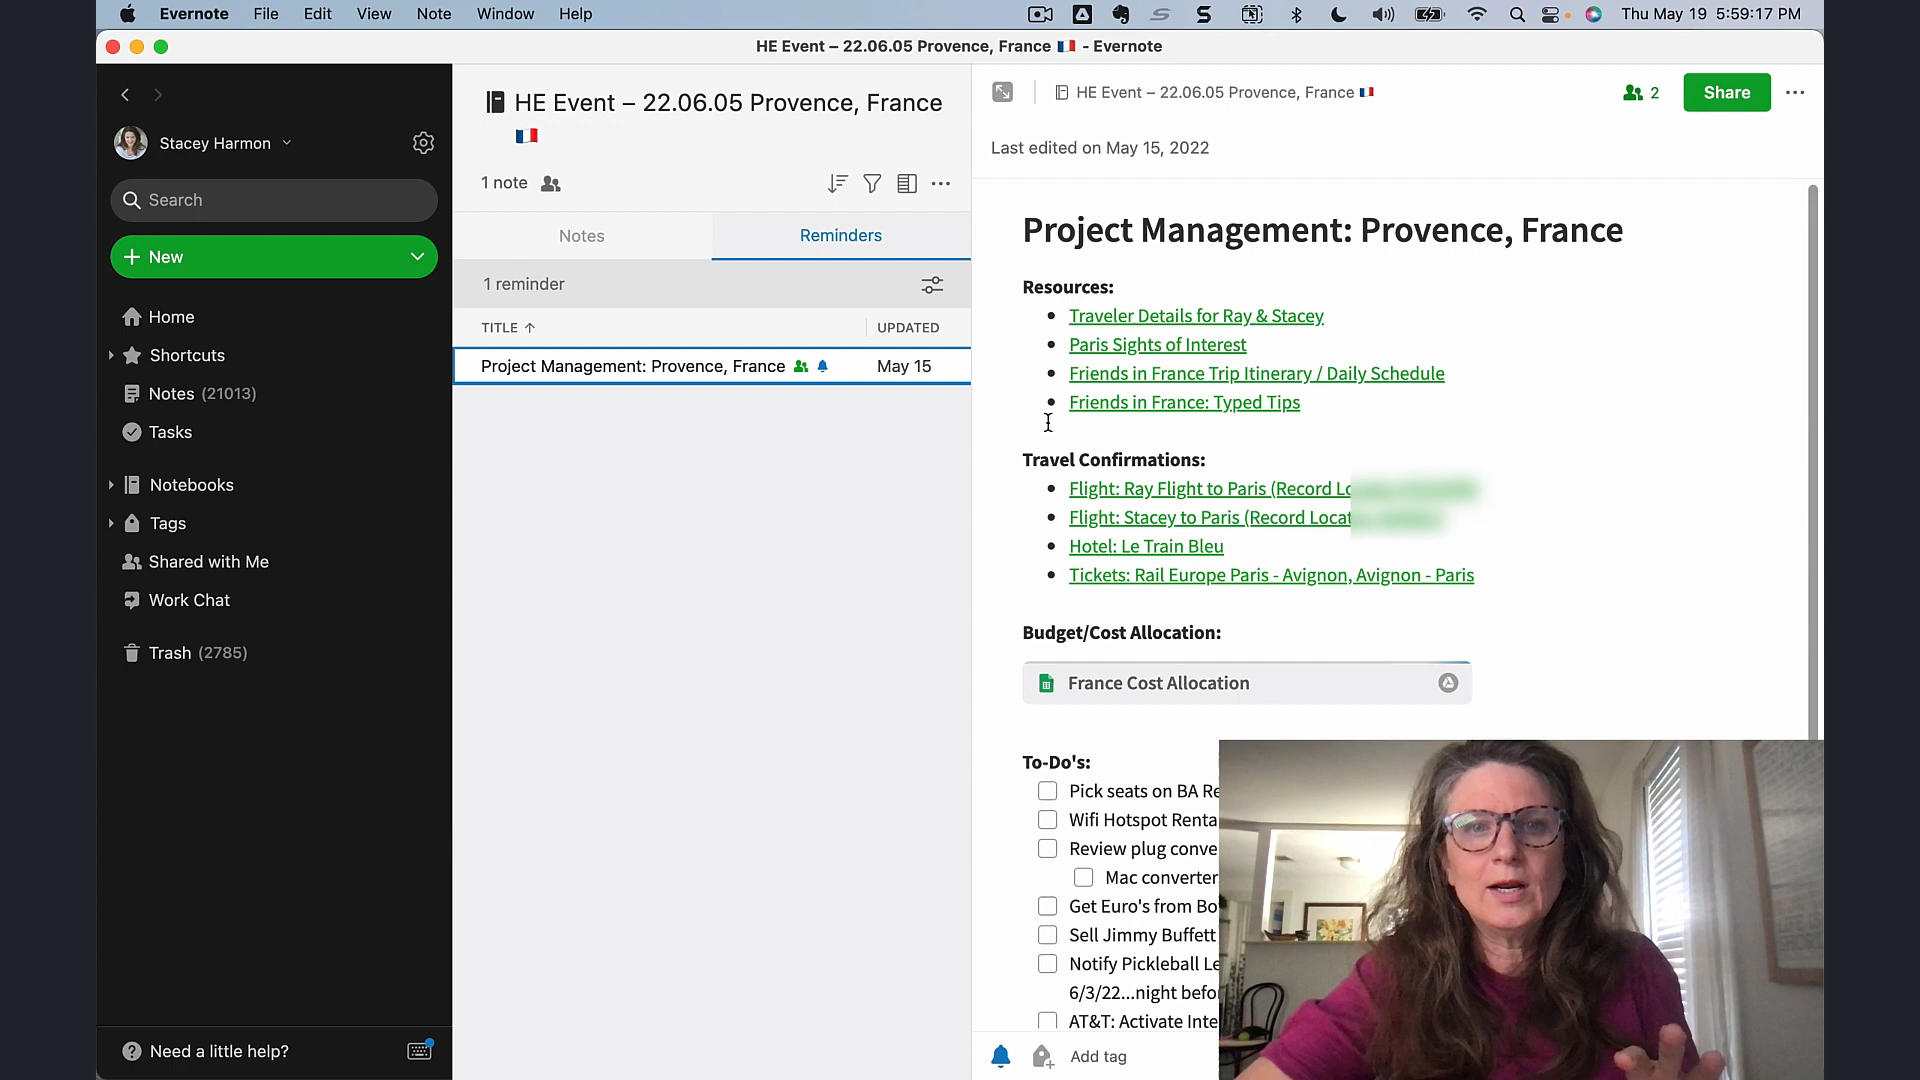 Evernote File Edit View Note Window Help
Thu May 19 5:59:17 PM
HE Event – 22.06.05 Provence, France 🇫🇷 - Evernote
Stacey Harmon
Search
New
Home
Shortcuts
Notes (21013)
Tasks
Notebooks
Tags
Shared with Me
Work Chat
Trash (2785)
Need a little help?
HE Event – 22.06.05 Provence, France
🇫🇷
1 note
Notes Reminders
1 reminder
TITLE ↑ UPDATED
Project Management: Provence, France May 15
HE Event – 22.06.05 Provence, France 🇫🇷
2 Share
Last edited on May 15, 2022
Project Management: Provence, France
Resources:
Traveler Details for Ray & Stacey
Paris Sights of Interest
Friends in France Trip Itinerary / Daily Schedule
Friends in France: Typed Tips
Travel Confirmations:
Flight: Ray Flight to Paris (Record Lo
Flight: Stacey to Paris (Record Locat
Hotel: Le Train Bleu
Tickets: Rail Europe Paris - Avignon, Avignon - Paris
Budget/Cost Allocation:
France Cost Allocation
To-Do's:
Pick seats on BA Re
Wifi Hotspot Renta
Review plug conve
Mac converter
Get Euro's from Bo
Sell Jimmy Buffett
Notify Pickleball Le
6/3/22...night befo
AT&T: Activate Inte
Add tag